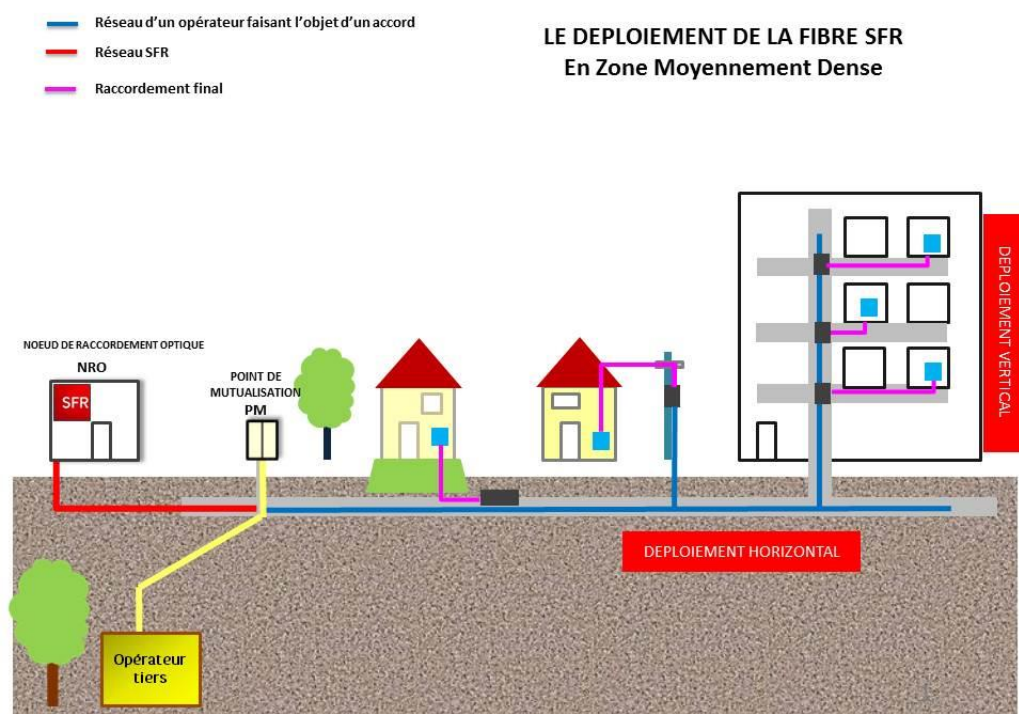 Réseau d'un opérateur faisant l'objet d'un accord
Réseau SFR
Raccordement final
LE DEPLOIEMENT DE LA FIBRE SFR
En Zone Moyennement Dense
NOEUD DE RACCORDEMENT OPTIQUE
NRO
SFR
POINT DE
MUTUALISATION
PM
DEPLOIEMENT VERTICAL
DEPLOIEMENT HORIZONTAL
Opérateur
tiers